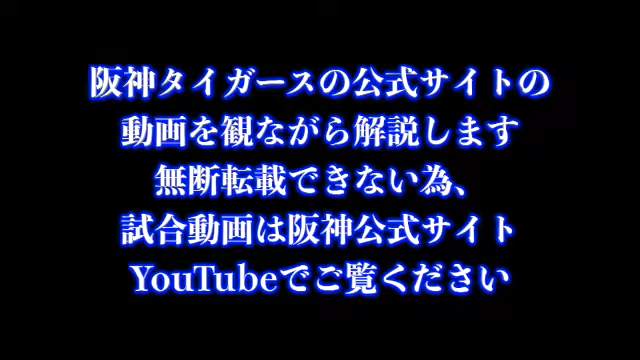 阪神タイガースの公式サイトの
動画を観ながら解説します
無断転載できない為、
試合動画は阪神公式サイト
YouTubeでご覧ください